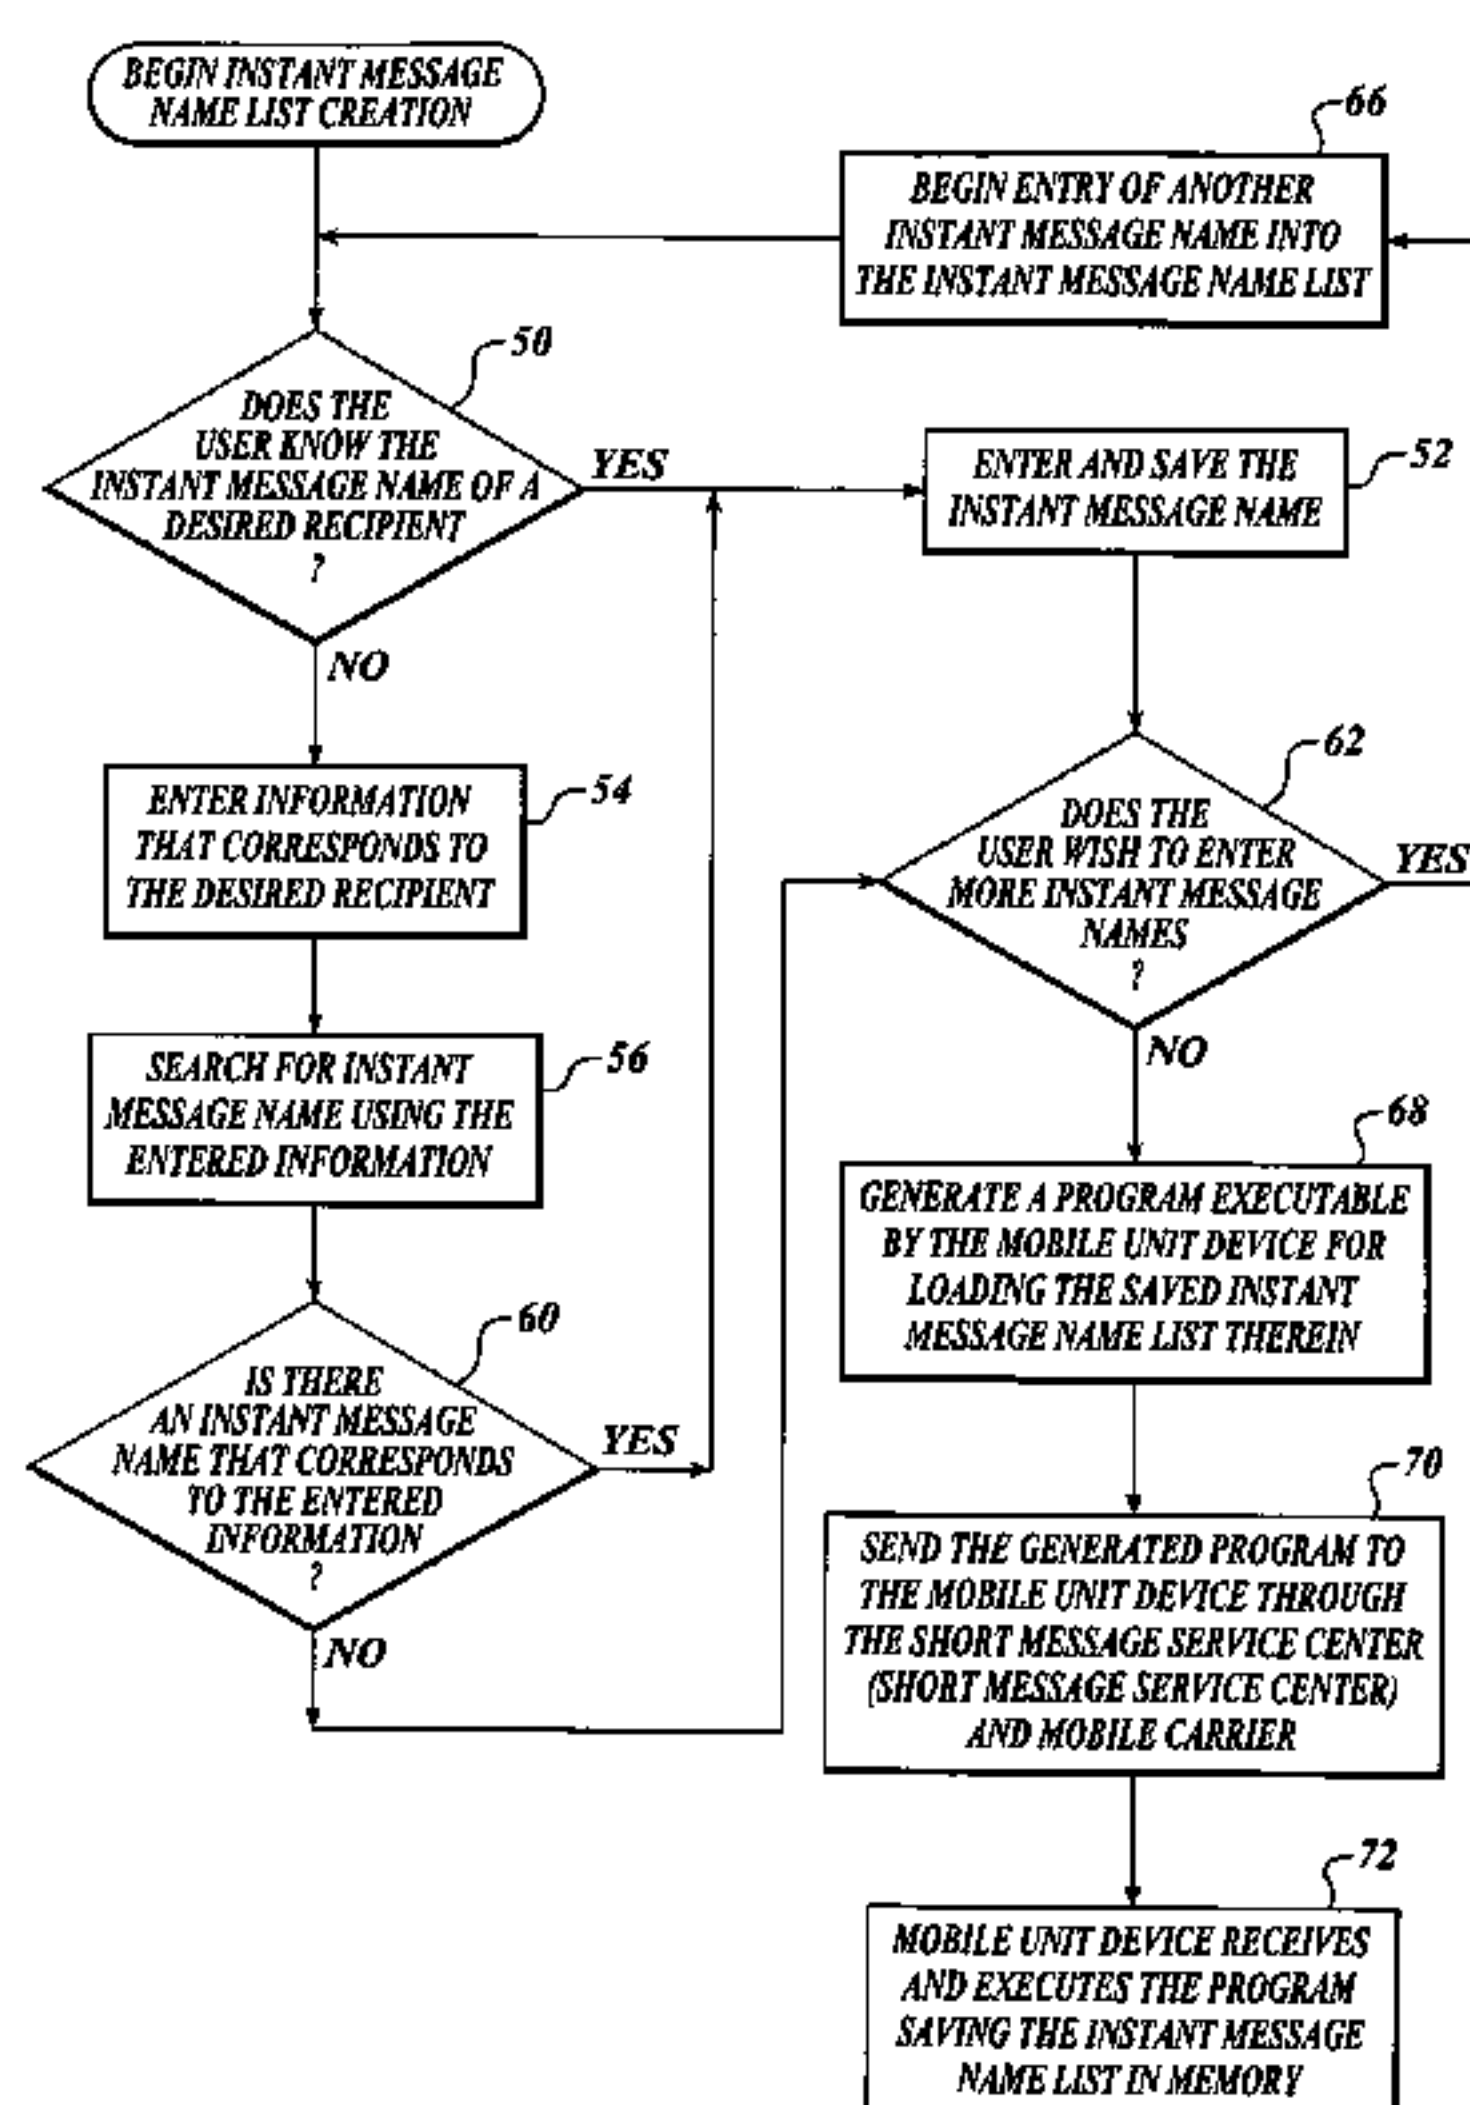 BEGIN INSTANT MESSAGE
NAME LIST CREATION
66
BEGIN ENTRY OF ANOTHER
INSTANT MESSAGE NAME INTO
THE INSTANT MESSAGE NAME LIST
50
DOES THE
USER KNOW THE
INSTANT MESSAGE NAME OF A
DESIRED RECIPIENT
?
YES
NO
52
ENTER AND SAVE THE
INSTANT MESSAGE NAME
54
ENTER INFORMATION
THAT CORRESPONDS TO
THE DESIRED RECIPIENT
56
SEARCH FOR INSTANT
MESSAGE NAME USING THE
ENTERED INFORMATION
60
IS THERE
AN INSTANT MESSAGE
NAME THAT CORRESPONDS
TO THE ENTERED
INFORMATION
?
YES
NO
62
DOES THE
USER WISH TO ENTER
MORE INSTANT MESSAGE
NAMES
?
YES
NO
68
GENERATE A PROGRAM EXECUTABLE
BY THE MOBILE UNIT DEVICE FOR
LOADING THE SAVED INSTANT
MESSAGE NAME LIST THEREIN
70
SEND THE GENERATED PROGRAM TO
THE MOBILE UNIT DEVICE THROUGH
THE SHORT MESSAGE SERVICE CENTER
(SHORT MESSAGE SERVICE CENTER)
AND MOBILE CARRIER
72
MOBILE UNIT DEVICE RECEIVES
AND EXECUTES THE PROGRAM
SAVING THE INSTANT MESSAGE
NAME LIST IN MEMORY